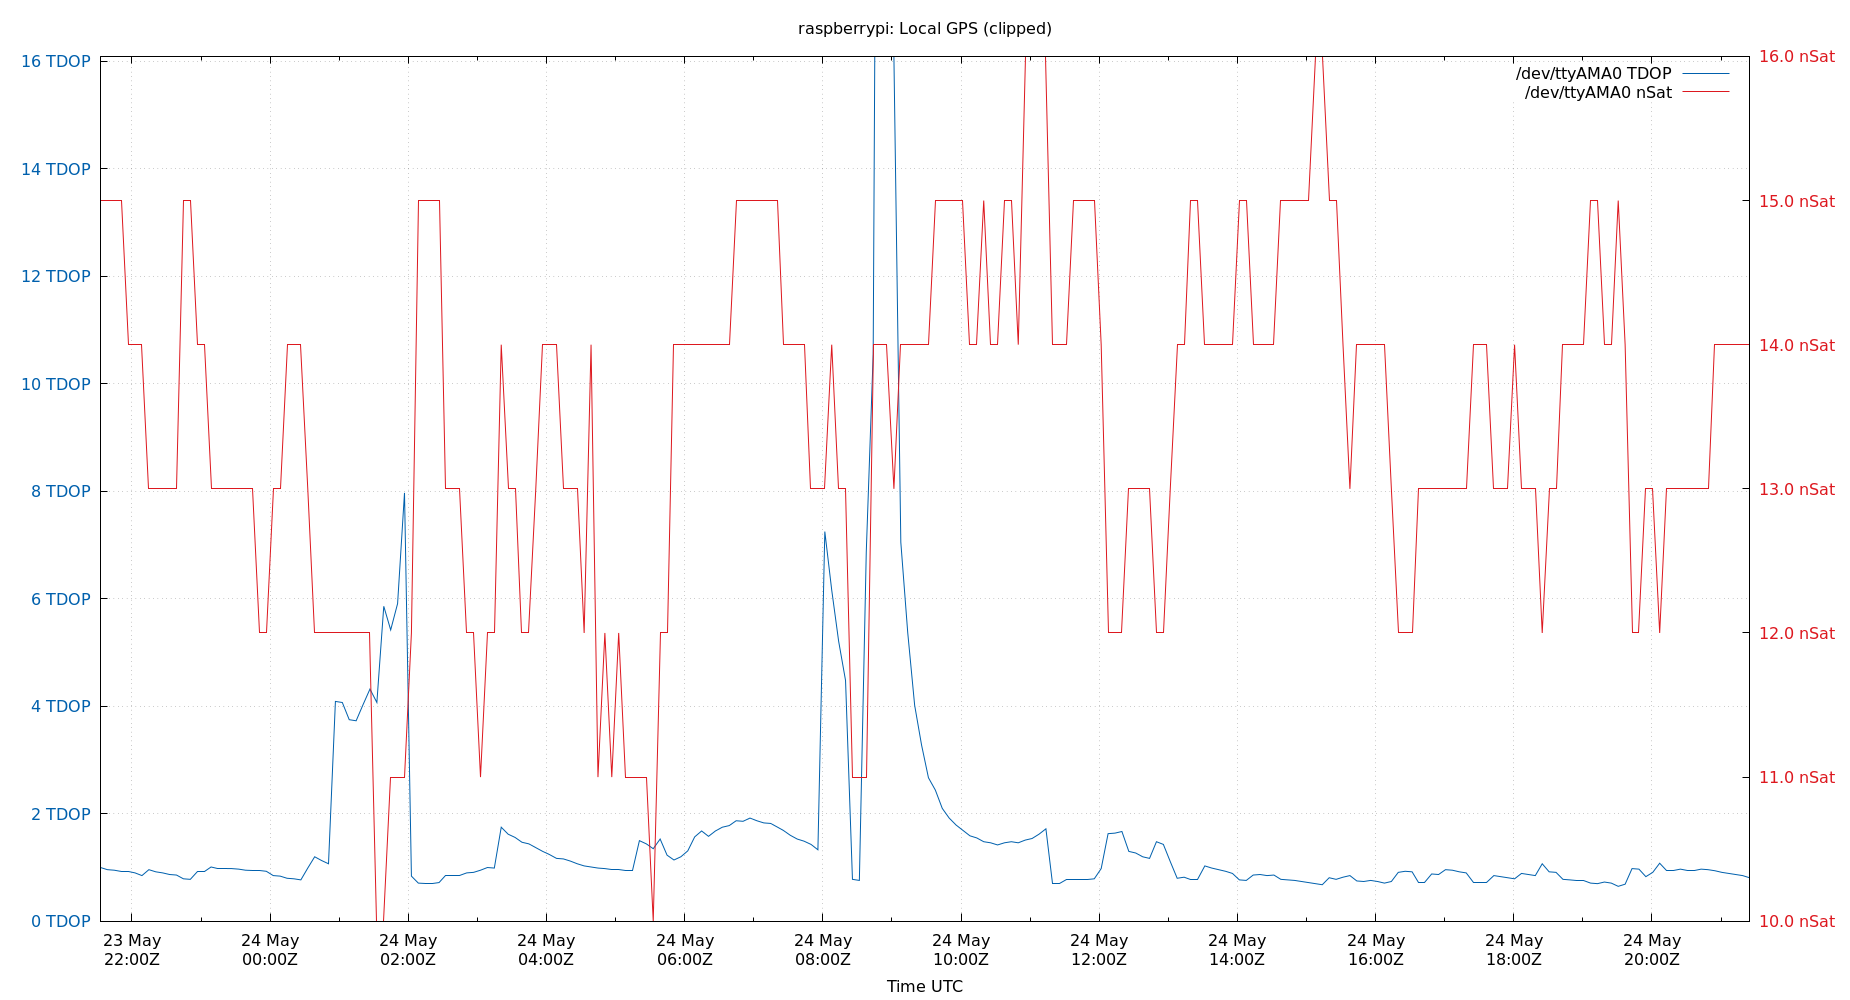 raspberrypi: Local GPS (clipped)
16 TDOP
14 TDOP
12 TDOP
10 TDOP
8 TDOP
6 TDOP
4 TDOP
2 TDOP
0 TDOP
16.0 nSat
15.0 nSat
14.0 nSat
13.0 nSat
12.0 nSat
11.0 nSat
10.0 nSat
/dev/ttyAMA0 TDOP
/dev/ttyAMA0 nSat
23 May
22:00Z
24 May
00:00Z
24 May
02:00Z
24 May
04:00Z
24 May
06:00Z
24 May
08:00Z
24 May
10:00Z
24 May
12:00Z
24 May
14:00Z
24 May
16:00Z
24 May
18:00Z
24 May
20:00Z
Time UTC